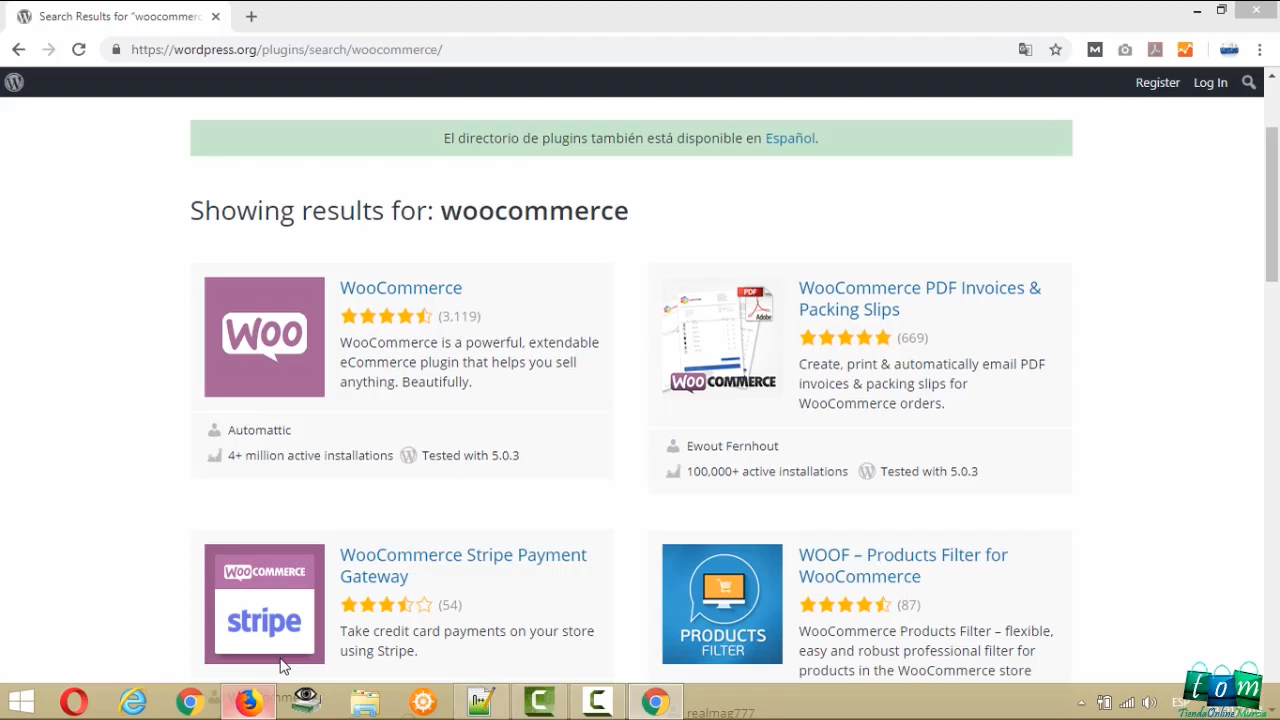 Search Results for "woocommerc
https://wordpress.org/plugins/search/woocommerce/
Register Log In
El directorio de plugins también está disponible en Español.
Showing results for: woocommerce
WOO
WooCommerce
(3,119)
WooCommerce is a powerful, extendable
eCommerce plugin that helps you sell
anything. Beautifully.
Automattic
4+ million active installations
Tested with 5.0.3
PDF
Adobe
WOOCOMMERCE
WooCommerce PDF Invoices &
Packing Slips
(669)
Create, print & automatically email PDF
invoices & packing slips for
WooCommerce orders.
Ewout Fernhout
100,000+ active installations
Tested with 5.0.3
WOOCOMMERCE
stripe
WooCommerce Stripe Payment
Gateway
(54)
Take credit card payments on your store
using Stripe.
PRODUCTS
FILTER
WOOF – Products Filter for
WooCommerce
(87)
WooCommerce Products Filter – flexible,
easy and robust professional filter for
products in the WooCommerce store
realmag777
ESP
tom
TiendaOnlineMurcia